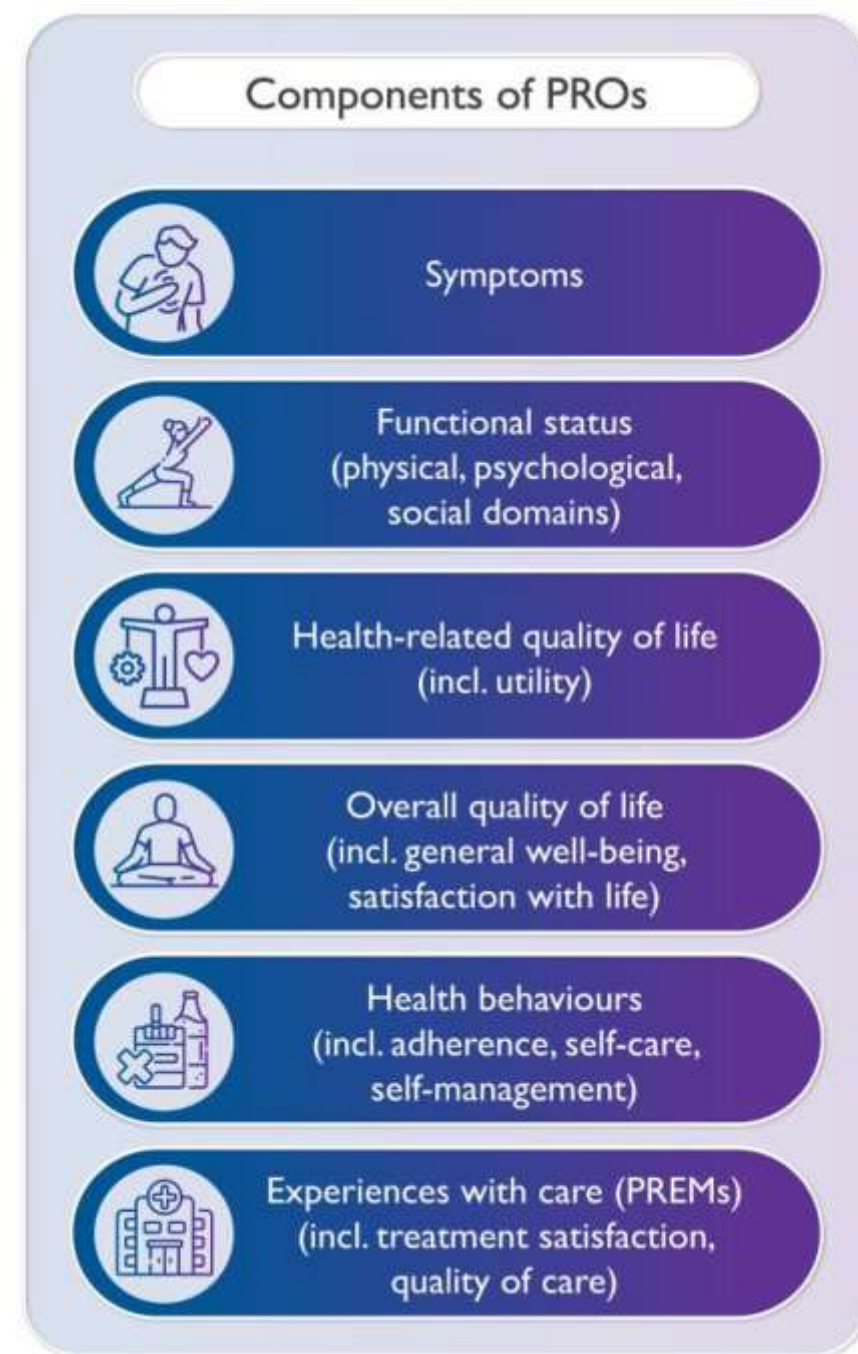 Components of PROs
Symptoms
Functional status
(physical, psychological,
social domains)
Health-related quality of life
(incl. utility)
Overall quality of life
(incl. general well-being,
satisfaction with life)
Health behaviours
(incl. adherence, self-care,
self-management)
Experiences with care (PREMs)
(incl. treatment satisfaction,
quality of care)